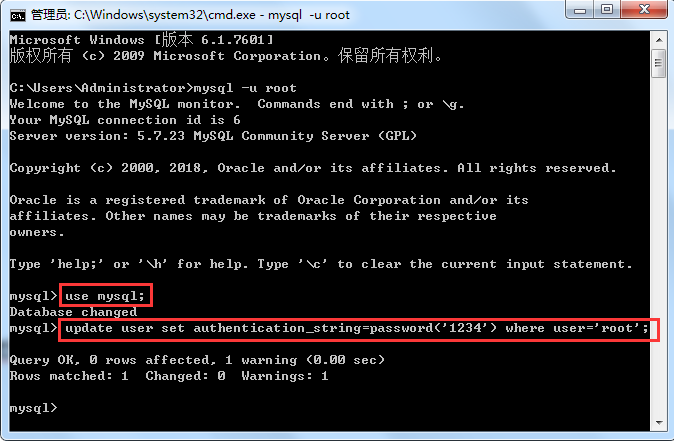 管理员: C:\Windows\system32\cmd.exe - mysql  -u root
Microsoft Windows [版本 6.1.7601]
版权所有 (c) 2009 Microsoft Corporation。保留所有权利。
C:\Users\Administrator>mysql -u root
Welcome to the MySQL monitor.  Commands end with ; or \g.
Your MySQL connection id is 6
Server version: 5.7.23 MySQL Community Server (GPL)
Copyright (c) 2000, 2018, Oracle and/or its affiliates. All rights reserved.
Oracle is a registered trademark of Oracle Corporation and/or its
affiliates. Other names may be trademarks of their respective
owners.
Type 'help;' or '\h' for help. Type '\c' to clear the current input statement.
mysql> use mysql;
Database changed
mysql> update user set authentication_string=password('1234') where user='root';
Query OK, 0 rows affected, 1 warning (0.00 sec)
Rows matched: 1  Changed: 0  Warnings: 1
mysql>